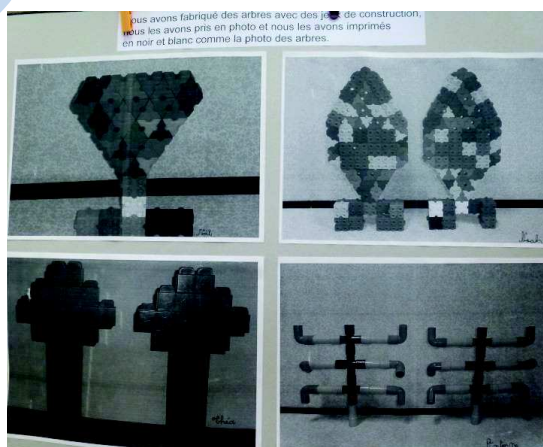 ous avons fabriqué des arbres avec des je de construction,
nous les avons pris en photo et nous les avons imprimés
en noir et blanc comme la photo des arbres.